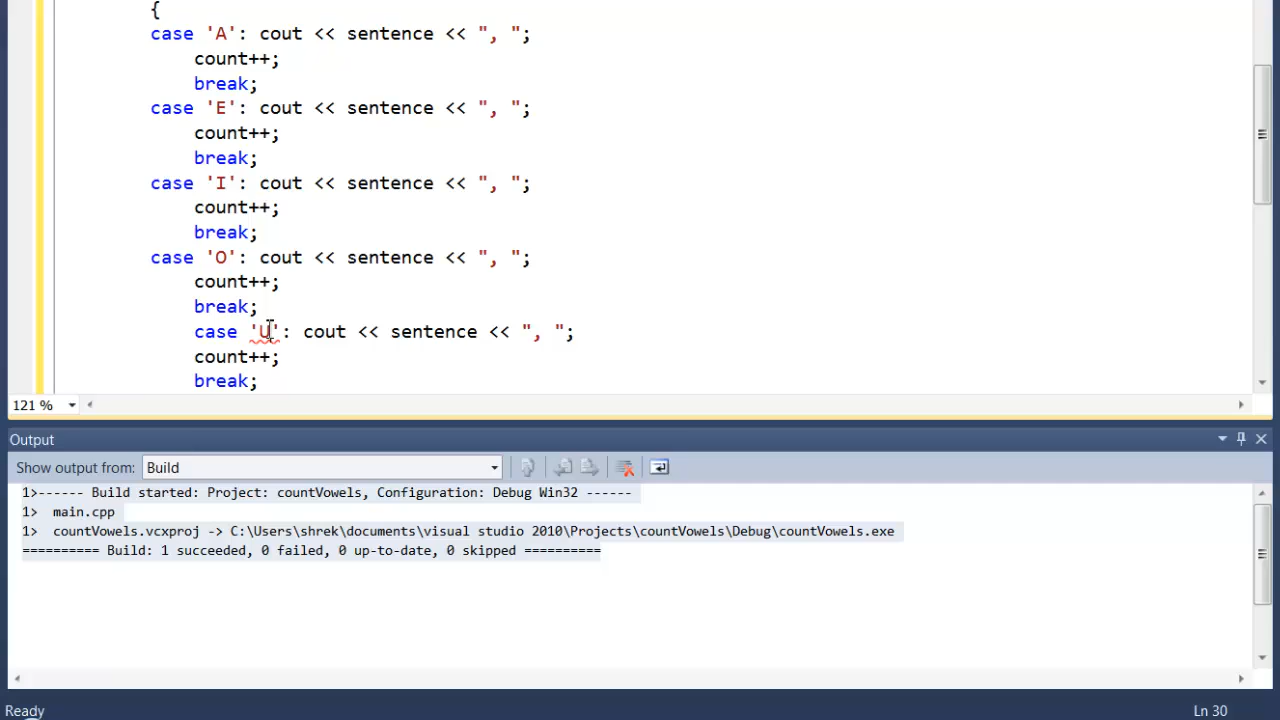 {
case 'A': cout << sentence << ", ";
count++;
break;
case 'E': cout << sentence << ", ";
count++;
break;
case 'I': cout << sentence << ", ";
count++;
break;
case 'O': cout << sentence << ", ";
count++;
break;
case 'U': cout << sentence << ", ";
count++;
break;
121 %
Output
Show output from: Build
1>------ Build started: Project: countVowels, Configuration: Debug Win32 ------
1>  main.cpp
1>  countVowels.vcxproj -> C:\Users\shrek\documents\visual studio 2010\Projects\countVowels\Debug\countVowels.exe
========== Build: 1 succeeded, 0 failed, 0 up-to-date, 0 skipped ==========
Ready Ln 30